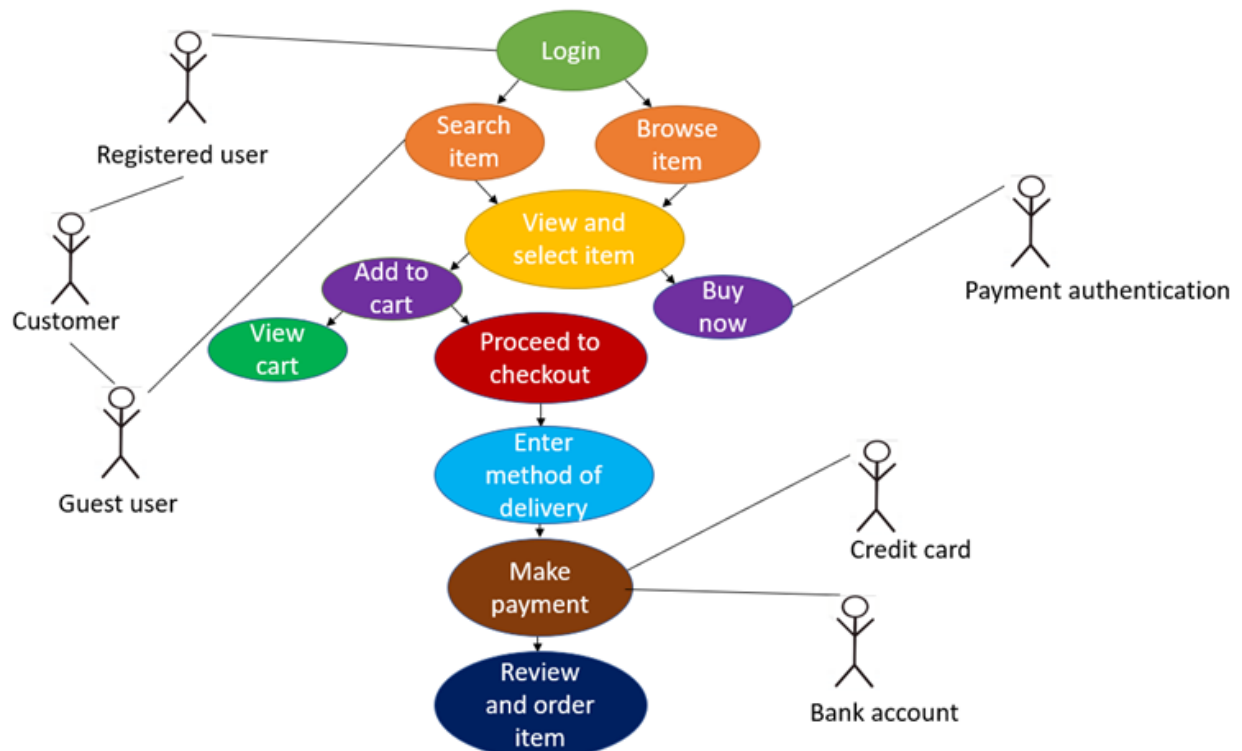 Login
Search
item
Browse
item
Registered user
View and
select item
Add to
cart
Buy
now
Payment authentication
Customer
View
cart
Proceed to
checkout
Enter
method of
delivery
Guest user
Credit card
Make
payment
Review
and order
item
Bank account